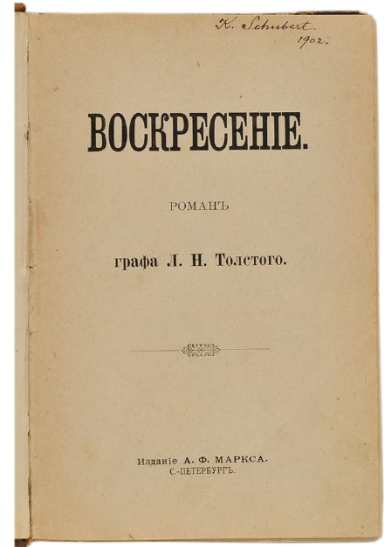 K. Schubert.
1902.
ВОСКРЕСЕНІЕ.
РОМАНЪ
графа Л. Н. Толстого.
Изданіе А. Ф. МАРКСА.
С.-ПЕТЕРБУРГЪ.